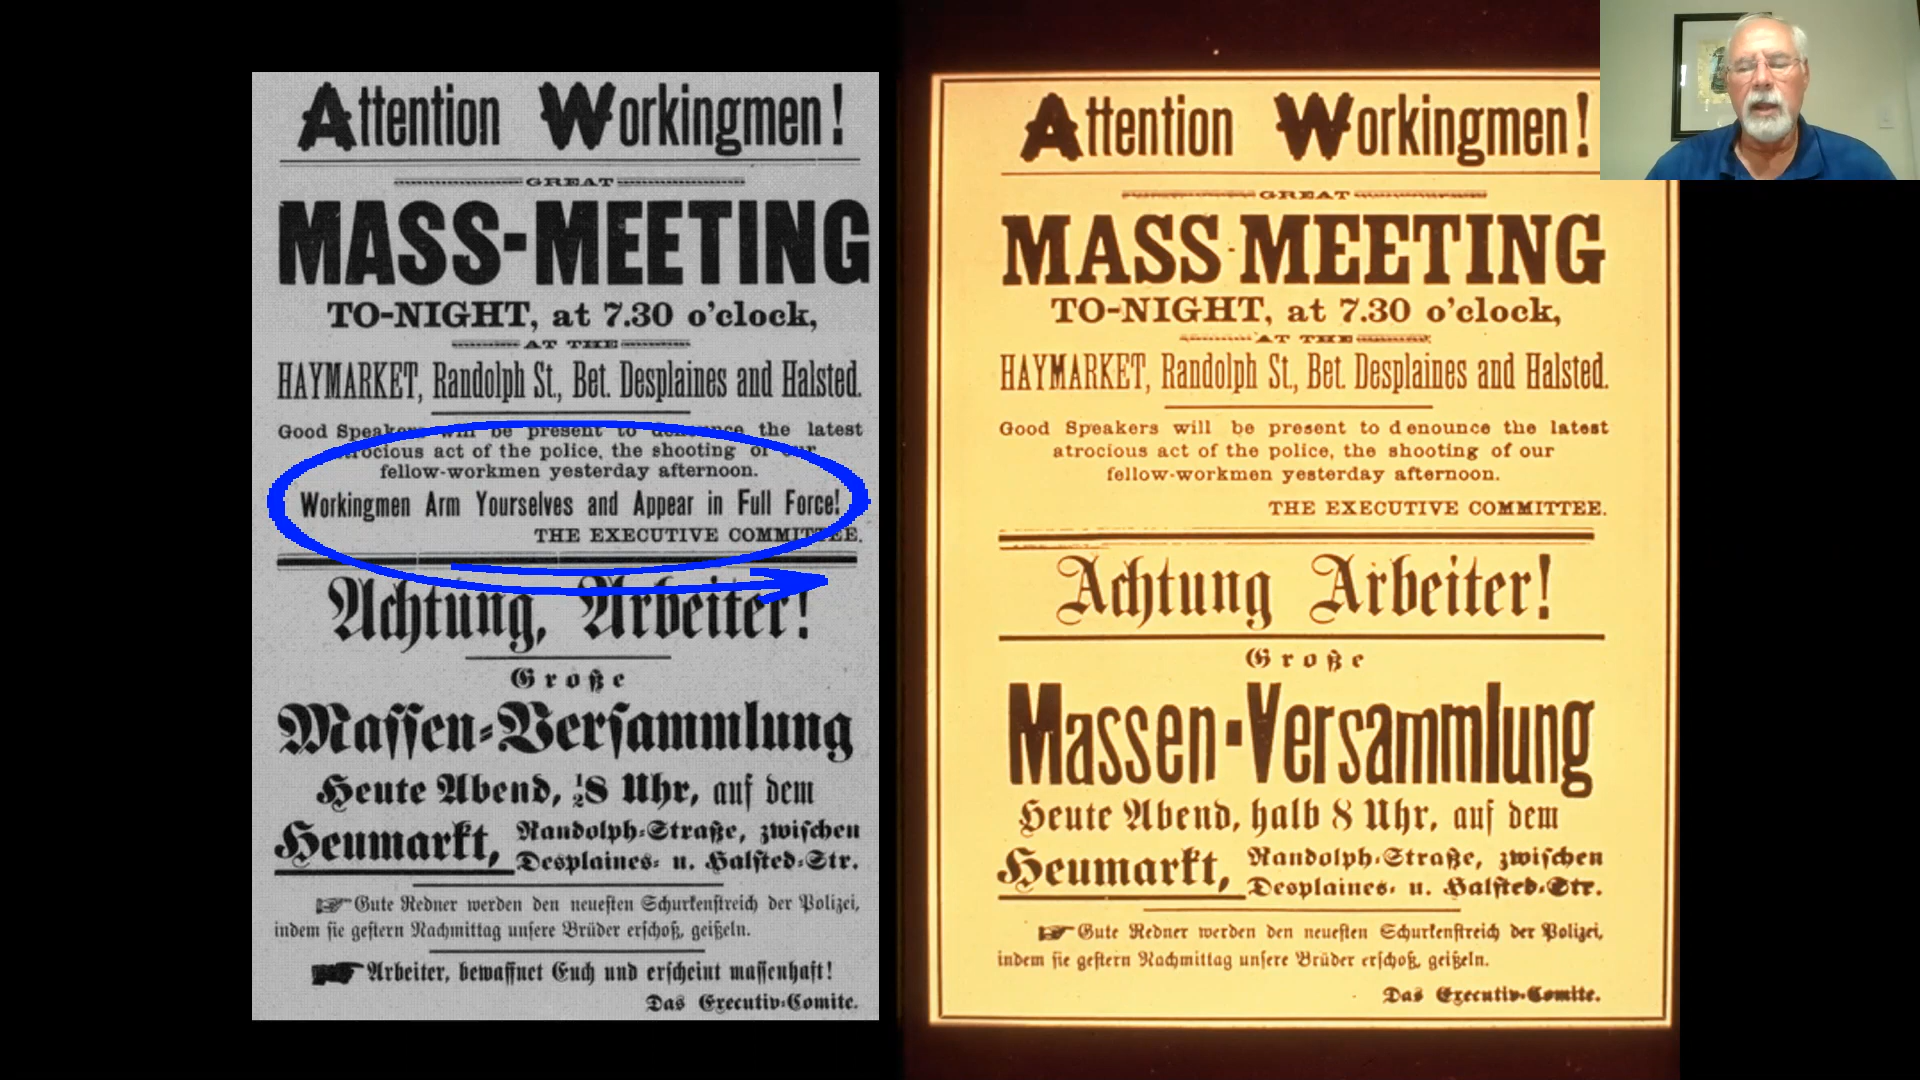 Attention Workingmen!
GREAT
MASS-MEETING
TO-NIGHT, at 7.30 o'clock,
AT THE
HAYMARKET, Randolph St., Bet. Desplaines and Halsted.
Good Speakers will be present to denounce the latest
atrocious act of the police, the shooting of our
fellow-workmen yesterday afternoon.
Workingmen Arm Yourselves and Appear in Full Force!
THE EXECUTIVE COMMITTEE.
Achtung, Arbeiter!
Große
Massen-Versammlung
Heute Abend, ½8 Uhr, auf dem
Heumarkt, Randolph-Straße, zwischen
Desplaines- u. Halsted-Str.
Gute Redner werden den neuesten Schurkenstreich der Polizei,
indem sie gestern Nachmittag unsere Brüder erschoß, geißeln.
Arbeiter, bewaffnet Euch und erscheint massenhaft!
Das Executiv-Comite.
Attention Workingmen!
GREAT
MASS-MEETING
TO-NIGHT, at 7.30 o'clock,
AT THE
HAYMARKET, Randolph St., Bet. Desplaines and Halsted.
Good Speakers will be present to denounce the latest
atrocious act of the police, the shooting of our
fellow-workmen yesterday afternoon.
THE EXECUTIVE COMMITTEE.
Achtung Arbeiter!
Große
Massen-Versammlung
Heute Abend, halb 8 Uhr, auf dem
Heumarkt, Randolph-Straße, zwischen
Desplaines- u. Halsted-Str.
Gute Redner werden den neuesten Schurkenstreich der Polizei,
indem sie gestern Nachmittag unsere Brüder erschoß, geißeln.
Das Executiv-Comite.